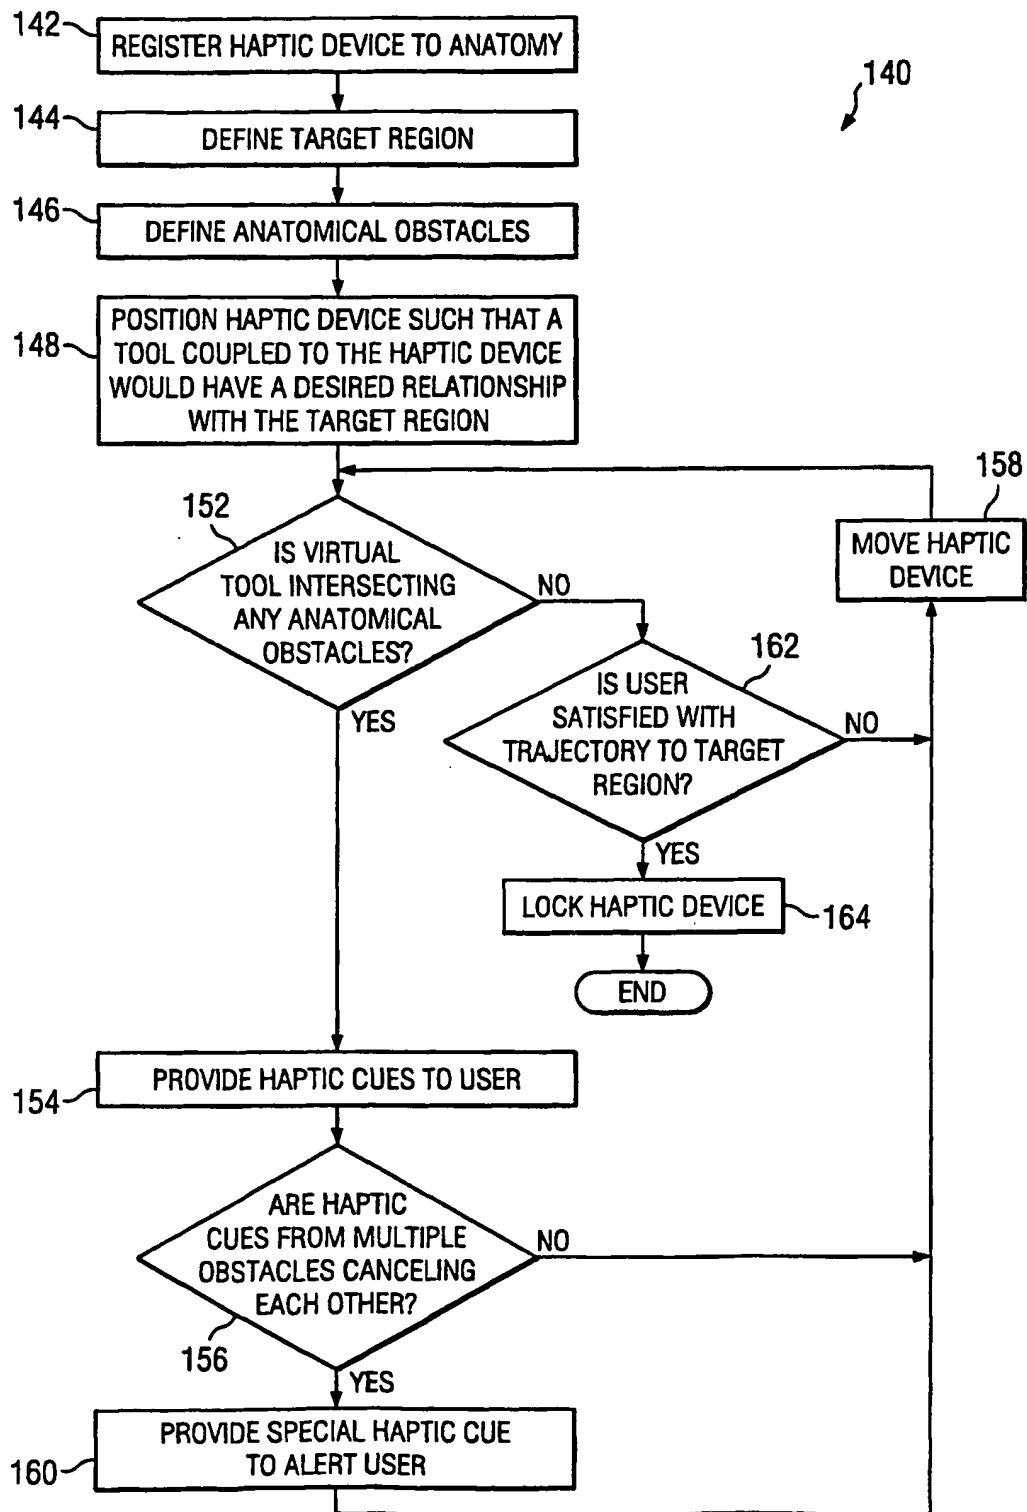 142
REGISTER HAPTIC DEVICE TO ANATOMY
140
144
DEFINE TARGET REGION
146
DEFINE ANATOMICAL OBSTACLES
148
POSITION HAPTIC DEVICE SUCH THAT A
TOOL COUPLED TO THE HAPTIC DEVICE
WOULD HAVE A DESIRED RELATIONSHIP
WITH THE TARGET REGION
158
MOVE HAPTIC
DEVICE
152
IS VIRTUAL
TOOL INTERSECTING
ANY ANATOMICAL
OBSTACLES?
NO
YES
162
IS USER
SATISFIED WITH
TRAJECTORY TO TARGET
REGION?
NO
YES
LOCK HAPTIC DEVICE
164
END
PROVIDE HAPTIC CUES TO USER
154
ARE HAPTIC
CUES FROM MULTIPLE
OBSTACLES CANCELING
EACH OTHER?
NO
156
YES
PROVIDE SPECIAL HAPTIC CUE
TO ALERT USER
160